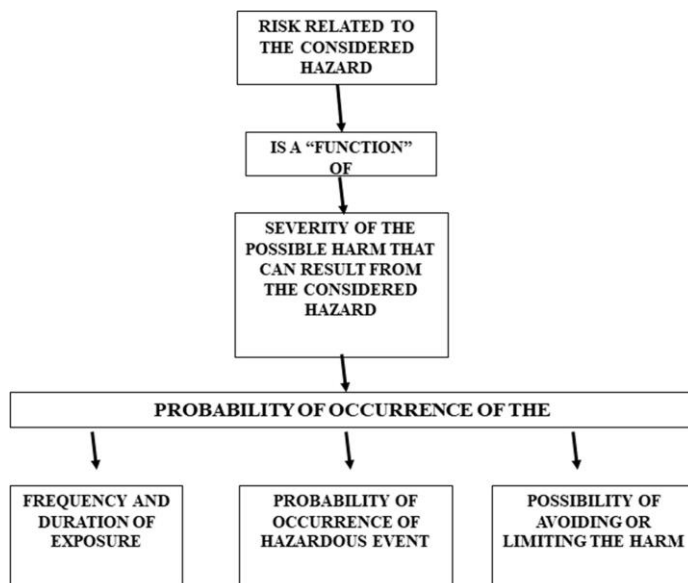 RISK RELATED TO
THE CONSIDERED
HAZARD
IS A “FUNCTION”
OF
SEVERITY OF THE
POSSIBLE HARM THAT
CAN RESULT FROM
THE CONSIDERED
HAZARD
PROBABILITY OF OCCURRENCE OF THE
FREQUENCY AND
DURATION OF
EXPOSURE
PROBABILITY OF
OCCURRENCE OF
HAZARDOUS EVENT
POSSIBILITY OF
AVOIDING OR
LIMITING THE HARM